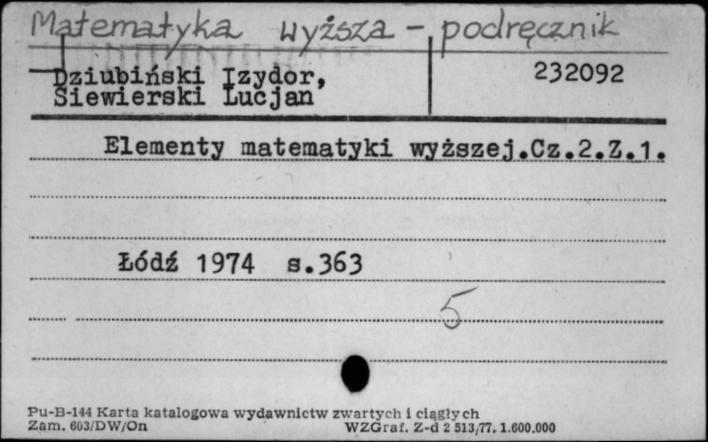 Matematyka wyższa - podręcznik
Dziubiński Izydor, 232092
Siewierski Lucjan
Elementy matematyki wyższej.Cz.2.Z.1.
Łódź 1974 s.363
5
Pu-B-144 Karta katalogowa wydawnictw zwartych i ciągłych
Zam. 603/DW/On WZGraf. Z-d 2 513/77. 1.600.000